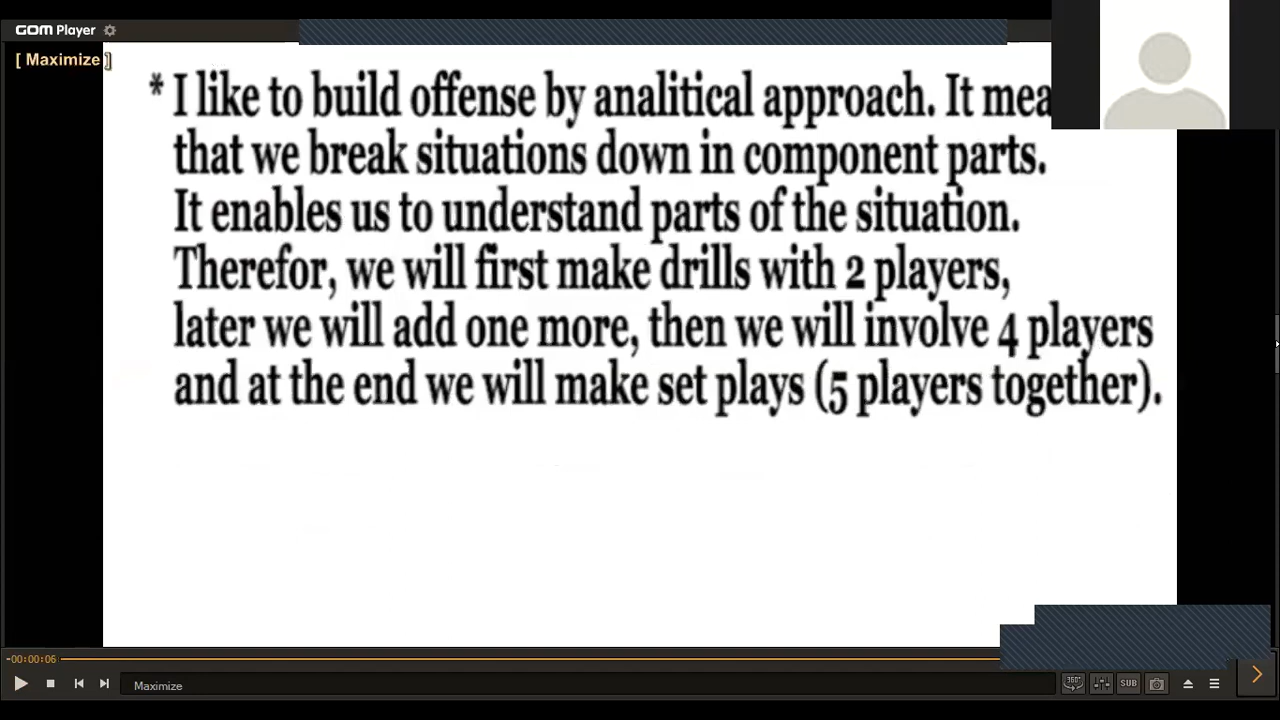 GOM Player
[ Maximize ]
* I like to build offense by analitical approach. It mea
that we break situations down in component parts.
It enables us to understand parts of the situation.
Therefor, we will first make drills with 2 players,
later we will add one more, then we will involve 4 players
and at the end we will make set plays (5 players together).
-00:00:06
Maximize
360°
SUB